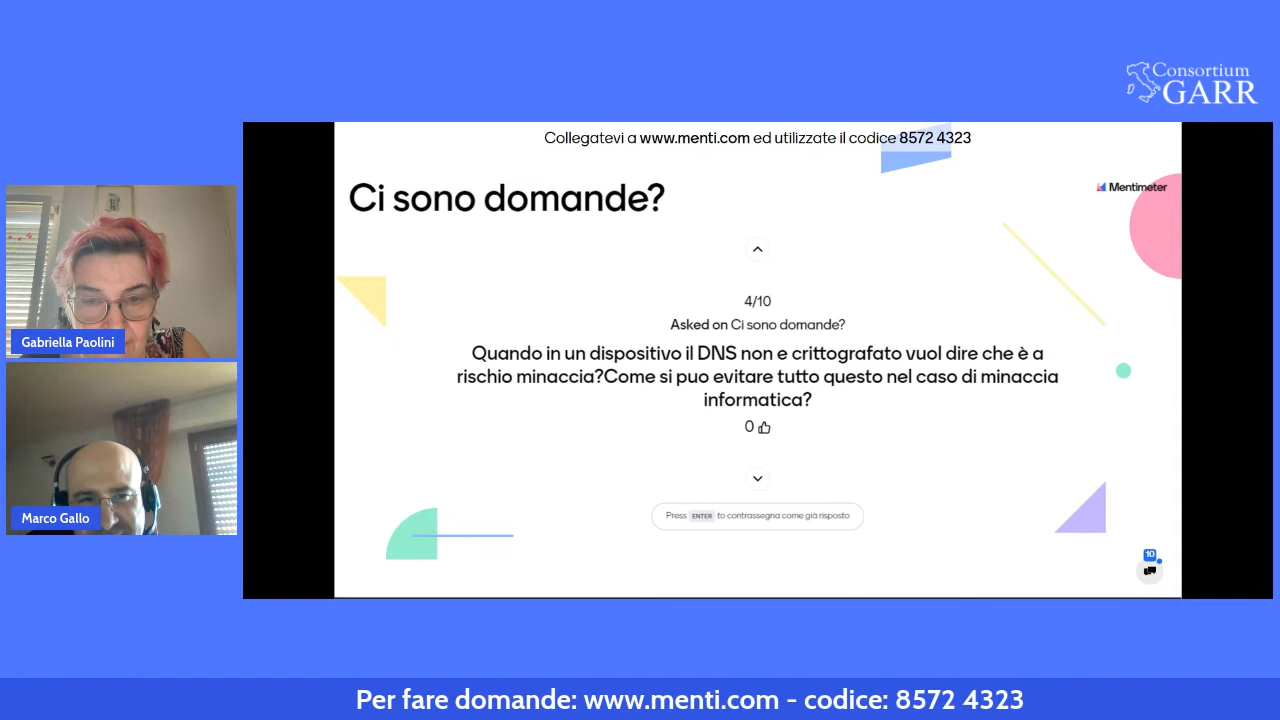 Consortium
GARR
Collegatevi a www.menti.com ed utilizzate il codice 8572 4323
Ci sono domande?
Mentimeter
4/10
Asked on Ci sono domande?
Quando in un dispositivo il DNS non e crittografato vuol dire che è a
rischio minaccia?Come si puo evitare tutto questo nel caso di minaccia
informatica?
0
Press ENTER to contrassegna come già risposto
10
Gabriella Paolini
Marco Gallo
Per fare domande: www.menti.com - codice: 8572 4323